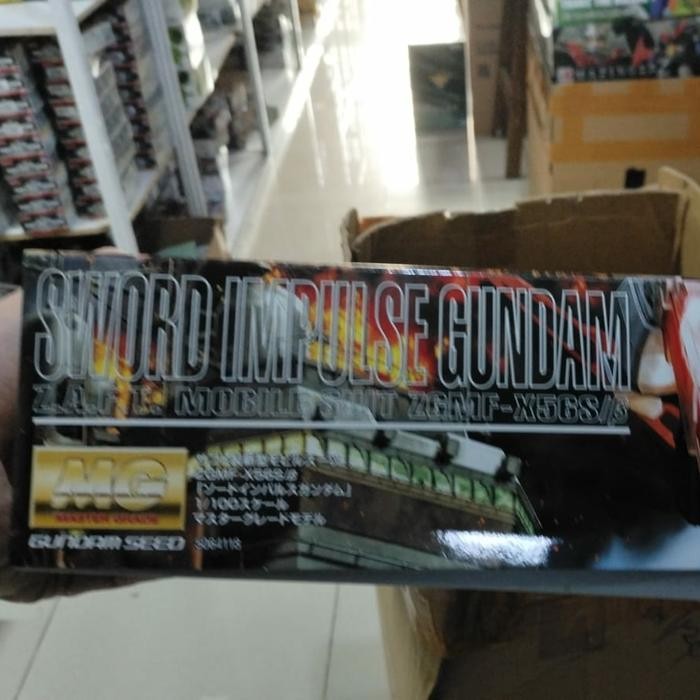 SWORD IMPULSE GUNDAM
Z.A.F.T. MOBILE SUIT ZGMF-X56S/β
MG
MASTER GRADE
ZGMF-X56S/β
「ソードインパルスガンダム」
1/100スケール
マスターグレードモデル
GUNDAM SEED